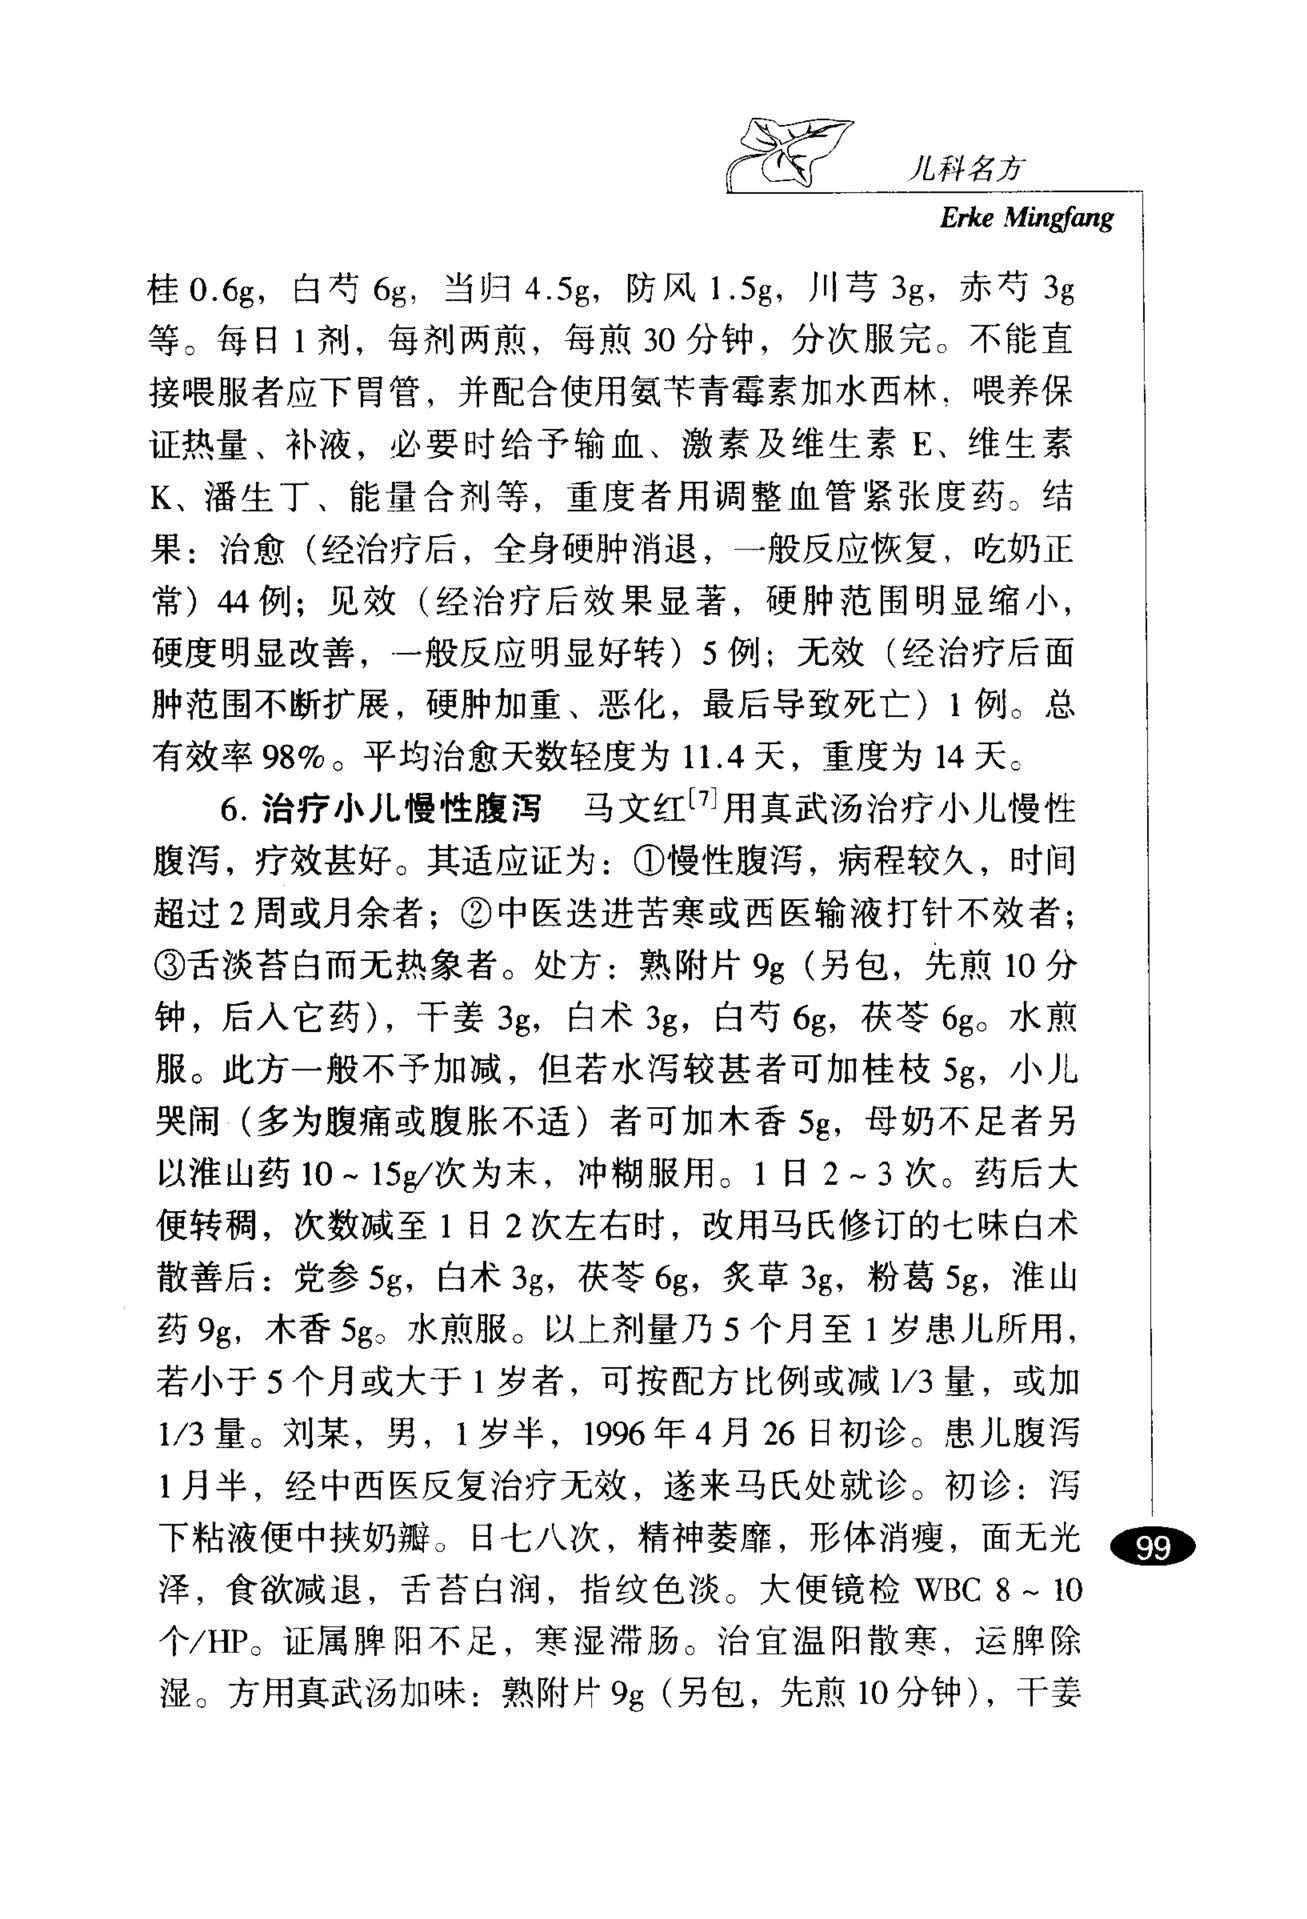 儿科名方
Erke Mingfang
桂 0.6g，白芍 6g，当归 4.5g，防风 1.5g，川芎 3g，赤芍 3g
等。每日 1 剂，每剂两煎，每煎 30 分钟，分次服完。不能直
接喂服者应下胃管，并配合使用氨苄青霉素加水西林，喂养保
证热量、补液，必要时给予输血、激素及维生素 E、维生素
K、潘生丁、能量合剂等，重度者用调整血管紧张度药。结
果：治愈（经治疗后，全身硬肿消退，一般反应恢复，吃奶正
常）44 例；见效（经治疗后效果显著，硬肿范围明显缩小，
硬度明显改善，一般反应明显好转）5 例；无效（经治疗后面
肿范围不断扩展，硬肿加重、恶化，最后导致死亡）1 例。总
有效率 98%。平均治愈天数轻度为 11.4 天，重度为 14 天。
6. 治疗小儿慢性腹泻　马文红[7]用真武汤治疗小儿慢性
腹泻，疗效甚好。其适应证为：①慢性腹泻，病程较久，时间
超过 2 周或月余者；②中医迭进苦寒或西医输液打针不效者；
③舌淡苔白而无热象者。处方：熟附片 9g（另包，先煎 10 分
钟，后入它药），干姜 3g，白术 3g，白芍 6g，茯苓 6g。水煎
服。此方一般不予加减，但若水泻较甚者可加桂枝 5g，小儿
哭闹（多为腹痛或腹胀不适）者可加木香 5g，母奶不足者另
以淮山药 10～15g/次为末，冲糊服用。1 日 2～3 次。药后大
便转稠，次数减至 1 日 2 次左右时，改用马氏修订的七味白术
散善后：党参 5g，白术 3g，茯苓 6g，炙草 3g，粉葛 5g，淮山
药 9g，木香 5g。水煎服。以上剂量乃 5 个月至 1 岁患儿所用，
若小于 5 个月或大于 1 岁者，可按配方比例或减 1/3 量，或加
1/3 量。刘某，男，1 岁半，1996 年 4 月 26 日初诊。患儿腹泻
1 月半，经中西医反复治疗无效，遂来马氏处就诊。初诊：泻
下粘液便中挟奶瓣。日七八次，精神萎靡，形体消瘦，面无光
泽，食欲减退，舌苔白润，指纹色淡。大便镜检 WBC 8～10
个/HP。证属脾阳不足，寒湿滞肠。治宜温阳散寒，运脾除
湿。方用真武汤加味：熟附片 9g（另包，先煎 10 分钟），干姜
99